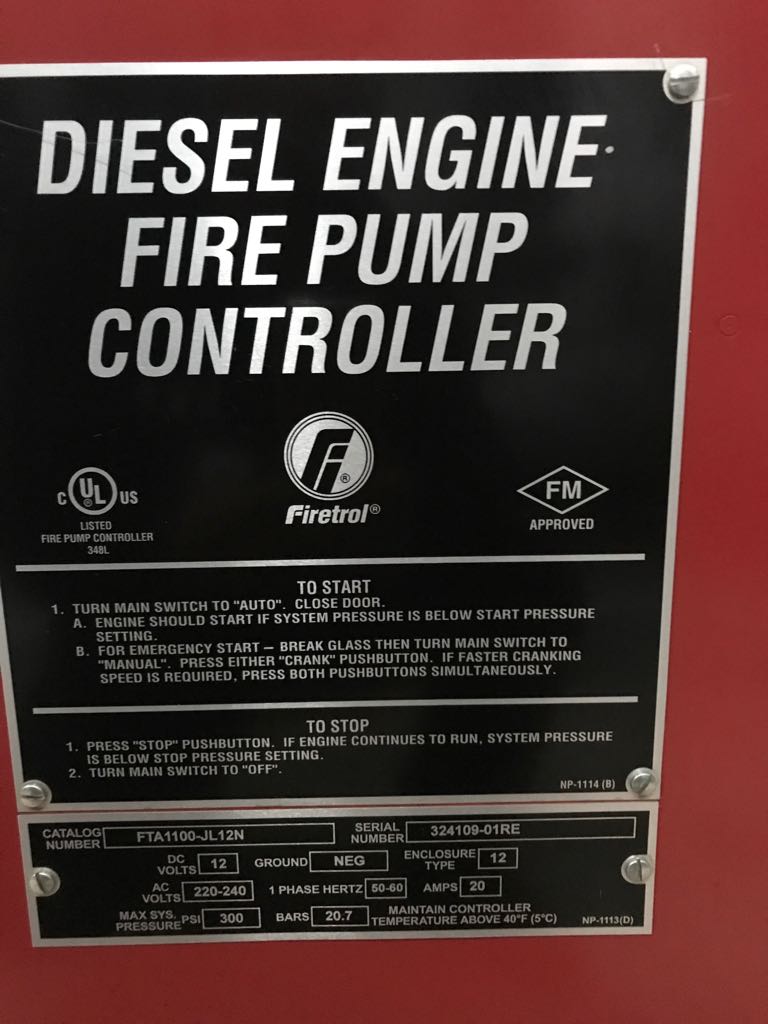 DIESEL ENGINE
FIRE PUMP
CONTROLLER
C UL® US
LISTED
FIRE PUMP CONTROLLER
348L
F®
Firetrol®
FM
APPROVED
TO START
1. TURN MAIN SWITCH TO "AUTO". CLOSE DOOR.
A. ENGINE SHOULD START IF SYSTEM PRESSURE IS BELOW START PRESSURE
SETTING.
B. FOR EMERGENCY START – BREAK GLASS THEN TURN MAIN SWITCH TO
"MANUAL". PRESS EITHER "CRANK" PUSHBUTTON. IF FASTER CRANKING
SPEED IS REQUIRED, PRESS BOTH PUSHBUTTONS SIMULTANEOUSLY.
TO STOP
1. PRESS "STOP" PUSHBUTTON. IF ENGINE CONTINUES TO RUN, SYSTEM PRESSURE
IS BELOW STOP PRESSURE SETTING.
2. TURN MAIN SWITCH TO "OFF".
NP-1114 (B)
CATALOG NUMBER FTA1100-JL12N SERIAL NUMBER 324109-01RE
DC VOLTS 12 GROUND NEG ENCLOSURE TYPE 12
AC VOLTS 220-240 1 PHASE HERTZ 50-60 AMPS 20
MAX SYS. PRESSURE PSI 300 BARS 20.7 MAINTAIN CONTROLLER TEMPERATURE ABOVE 40°F (5°C) NP-1113(D)